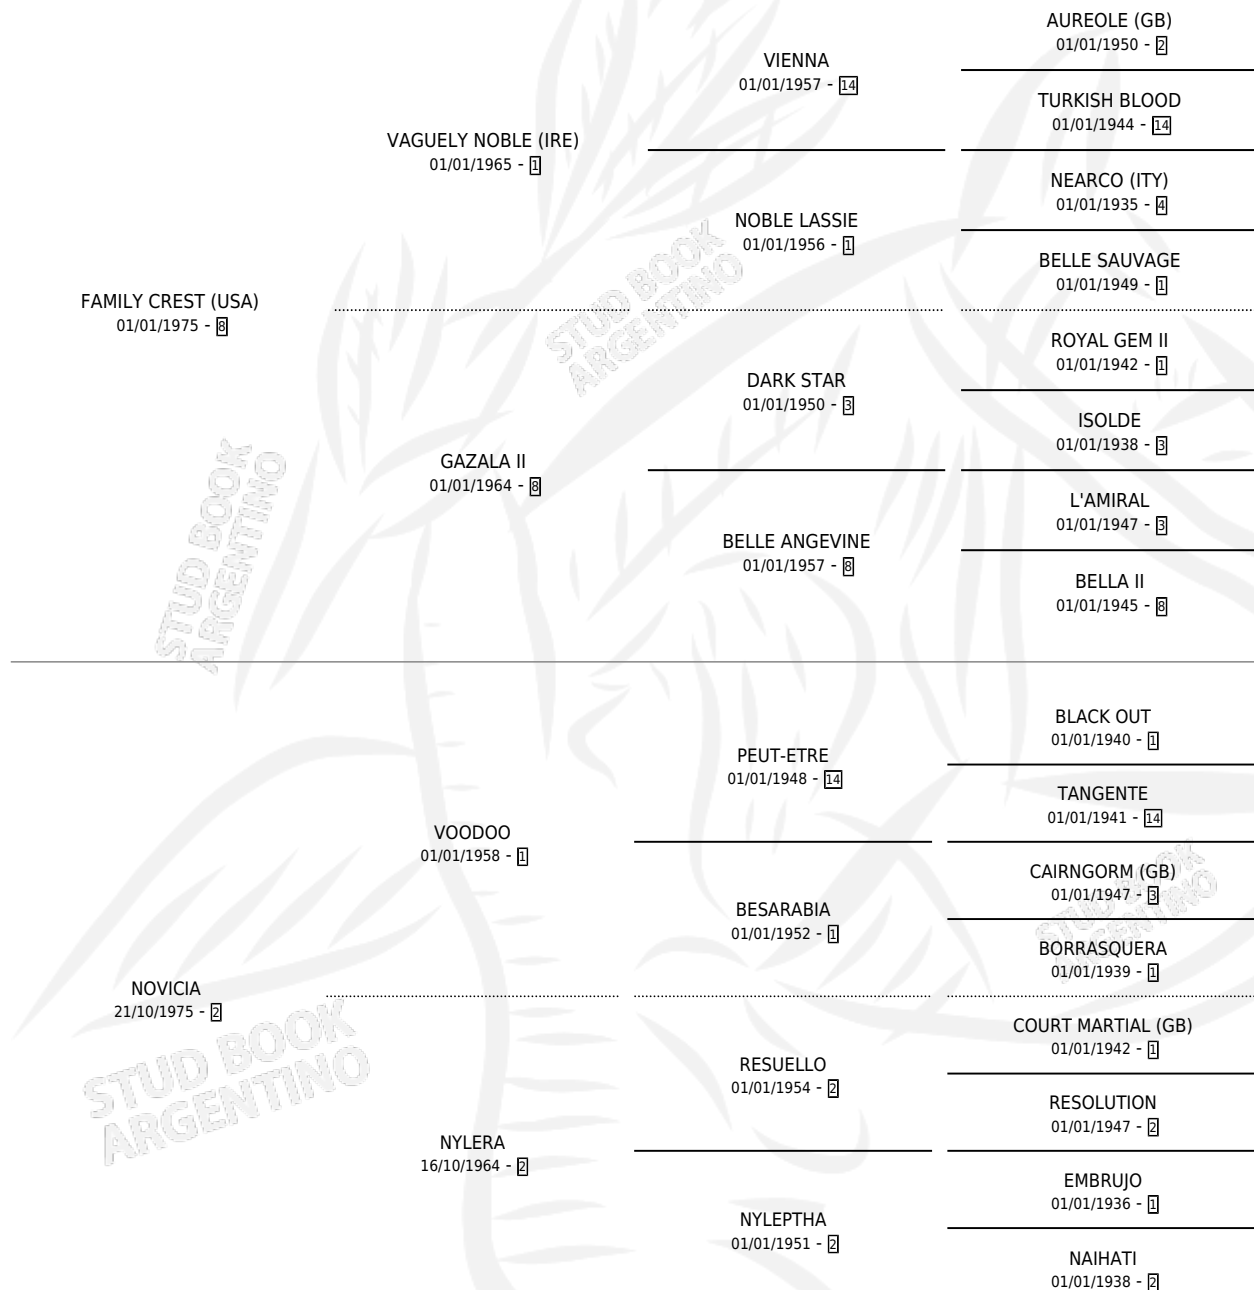 AUREOLE (GB)
01/01/1950 - 2
VIENNA
01/01/1957 - 14
TURKISH BLOOD
01/01/1944 - 14
VAGUELY NOBLE (IRE)
01/01/1965 - 1
NEARCO (ITY)
01/01/1935 - 4
NOBLE LASSIE
01/01/1956 - 1
BELLE SAUVAGE
01/01/1949 - 1
FAMILY CREST (USA)
01/01/1975 - 8
ROYAL GEM II
01/01/1942 - 1
DARK STAR
01/01/1950 - 3
ISOLDE
01/01/1938 - 3
GAZALA II
01/01/1964 - 8
L'AMIRAL
01/01/1947 - 3
BELLE ANGEVINE
01/01/1957 - 8
BELLA II
01/01/1945 - 8
BLACK OUT
01/01/1940 - 1
PEUT-ETRE
01/01/1948 - 14
TANGENTE
01/01/1941 - 14
VOODOO
01/01/1958 - 1
CAIRNGORM (GB)
01/01/1947 - 3
BESARABIA
01/01/1952 - 1
BORRASQUERA
01/01/1939 - 1
NOVICIA
21/10/1975 - 2
COURT MARTIAL (GB)
01/01/1942 - 1
RESUELLO
01/01/1954 - 2
RESOLUTION
01/01/1947 - 2
NYLERA
16/10/1964 - 2
EMBRUJO
01/01/1936 - 1
NYLEPTHA
01/01/1951 - 2
NAIHATI
01/01/1938 - 2
STUD BOOK
ARGENTINO
STUD BOOK
ARGENTINO
STUD BOOK
ARGENTINO
STUD BOOK
ARGENTINO